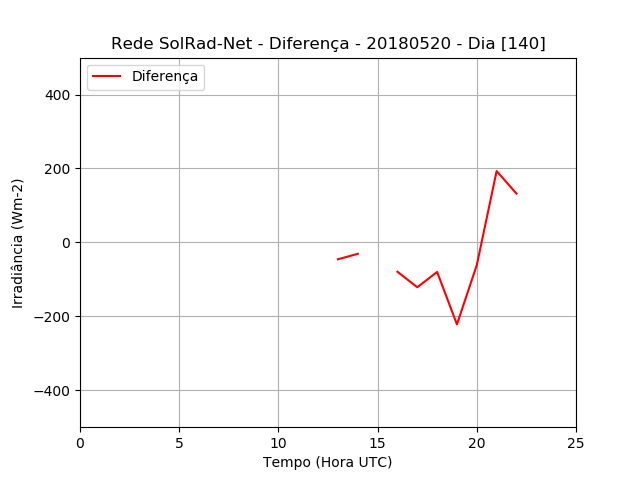 Rede SolRad-Net - Diferença - 20180520 - Dia [140]
Diferença
400
200
0
−200
−400
Irradiância (Wm-2)
0 5 10 15 20 25
Tempo (Hora UTC)